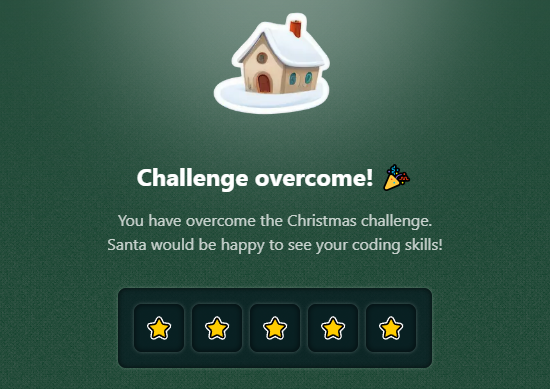 Challenge overcome! 🎉
You have overcome the Christmas challenge.
Santa would be happy to see your coding skills!